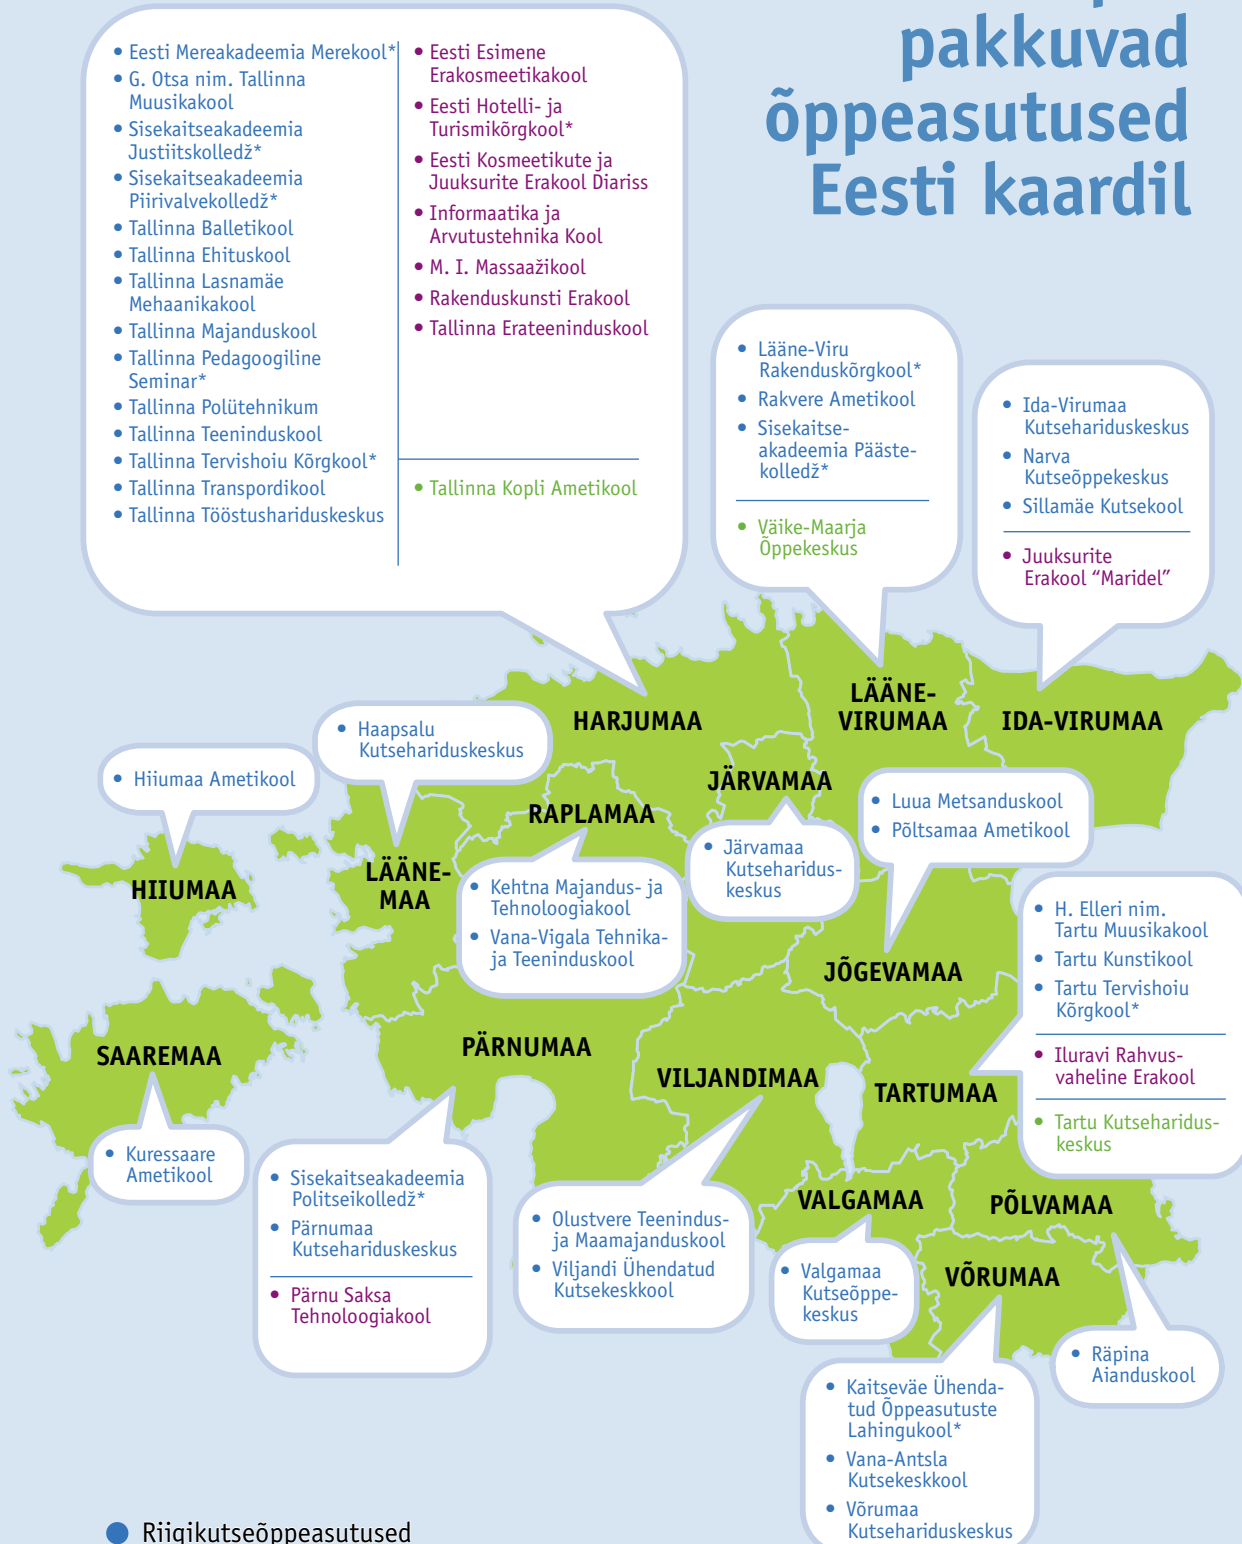 pakkuvad
õppeasutused
Eesti kaardil
• Eesti Mereakadeemia Merekool*
• G. Otsa nim. Tallinna
Muusikakool
• Sisekaitseakadeemia
Justiitskolledž*
• Sisekaitseakadeemia
Piirivalvekolledž*
• Tallinna Balletikool
• Tallinna Ehituskool
• Tallinna Lasnamäe
Mehaanikakool
• Tallinna Majanduskool
• Tallinna Pedagoogiline
Seminar*
• Tallinna Polütehnikum
• Tallinna Teeninduskool
• Tallinna Tervishoiu Kõrgkool*
• Tallinna Transpordikool
• Tallinna Tööstushariduskeskus
• Eesti Esimene
Erakosmeetikakool
• Eesti Hotelli- ja
Turismikõrgkool*
• Eesti Kosmeetikute ja
Juuksurite Erakool Diariss
• Informaatika ja
Arvutustehnika Kool
• M. I. Massaažikool
• Rakenduskunsti Erakool
• Tallinna Erateeninduskool
• Tallinna Kopli Ametikool
• Lääne-Viru
Rakenduskõrgkool*
• Rakvere Ametikool
• Sisekaitse-
akadeemia Pääste-
kolledž*
• Väike-Maarja
Õppekeskus
• Ida-Virumaa
Kutsehariduskeskus
• Narva
Kutseõppekeskus
• Sillamäe Kutsekool
• Juuksurite
Erakool “Maridel”
HARJUMAA
LÄÄNE-
VIRUMAA
IDA-VIRUMAA
• Haapsalu
Kutsehariduskeskus
• Hiiumaa Ametikool
JÄRVAMAA
RAPLAMAA
• Luua Metsanduskool
• Põltsamaa Ametikool
• Järvamaa
Kutseharidus-
keskus
HIIUMAA
LÄÄNE-
MAA
• Kehtna Majandus- ja
Tehnoloogiakool
• Vana-Vigala Tehnika-
ja Teeninduskool
• H. Elleri nim.
Tartu Muusikakool
• Tartu Kunstikool
• Tartu Tervishoiu
Kõrgkool*
• Iluravi Rahvus-
vaheline Erakool
• Tartu Kutseharidus-
keskus
JÕGEVAMAA
SAAREMAA
PÄRNUMAA
VILJANDIMAA
TARTUMAA
• Kuressaare
Ametikool
• Sisekaitseakadeemia
Politseikolledž*
• Pärnumaa
Kutsehariduskeskus
• Pärnu Saksa
Tehnoloogiakool
• Olustvere Teenindus-
ja Maamajanduskool
• Viljandi Ühendatud
Kutsekeskkool
VALGAMAA
PÕLVAMAA
• Valgamaa
Kutseõppe-
keskus
VÕRUMAA
• Räpina
Aianduskool
• Kaitseväe Ühenda-
tud Õppeasutuste
Lahingukool*
• Vana-Antsla
Kutsekeskkool
• Võrumaa
Kutsehariduskeskus
● Riigikutseõppeasutused